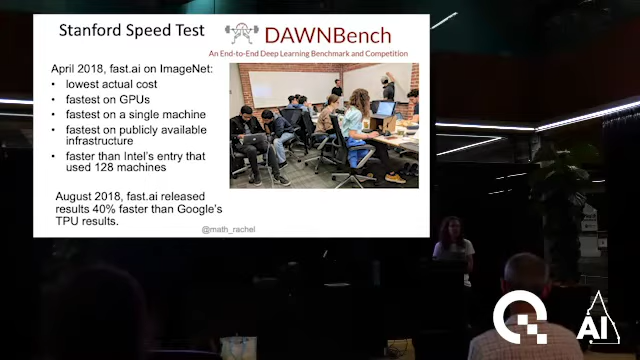 Stanford Speed Test
DAWNBench
An End-to-End Deep Learning Benchmark and Competition
April 2018, fast.ai on ImageNet:
• lowest actual cost
• fastest on GPUs
• fastest on a single machine
• fastest on publicly available
infrastructure
• faster than Intel's entry that
used 128 machines
August 2018, fast.ai released
results 40% faster than Google's
TPU results.
@math_rachel
AI